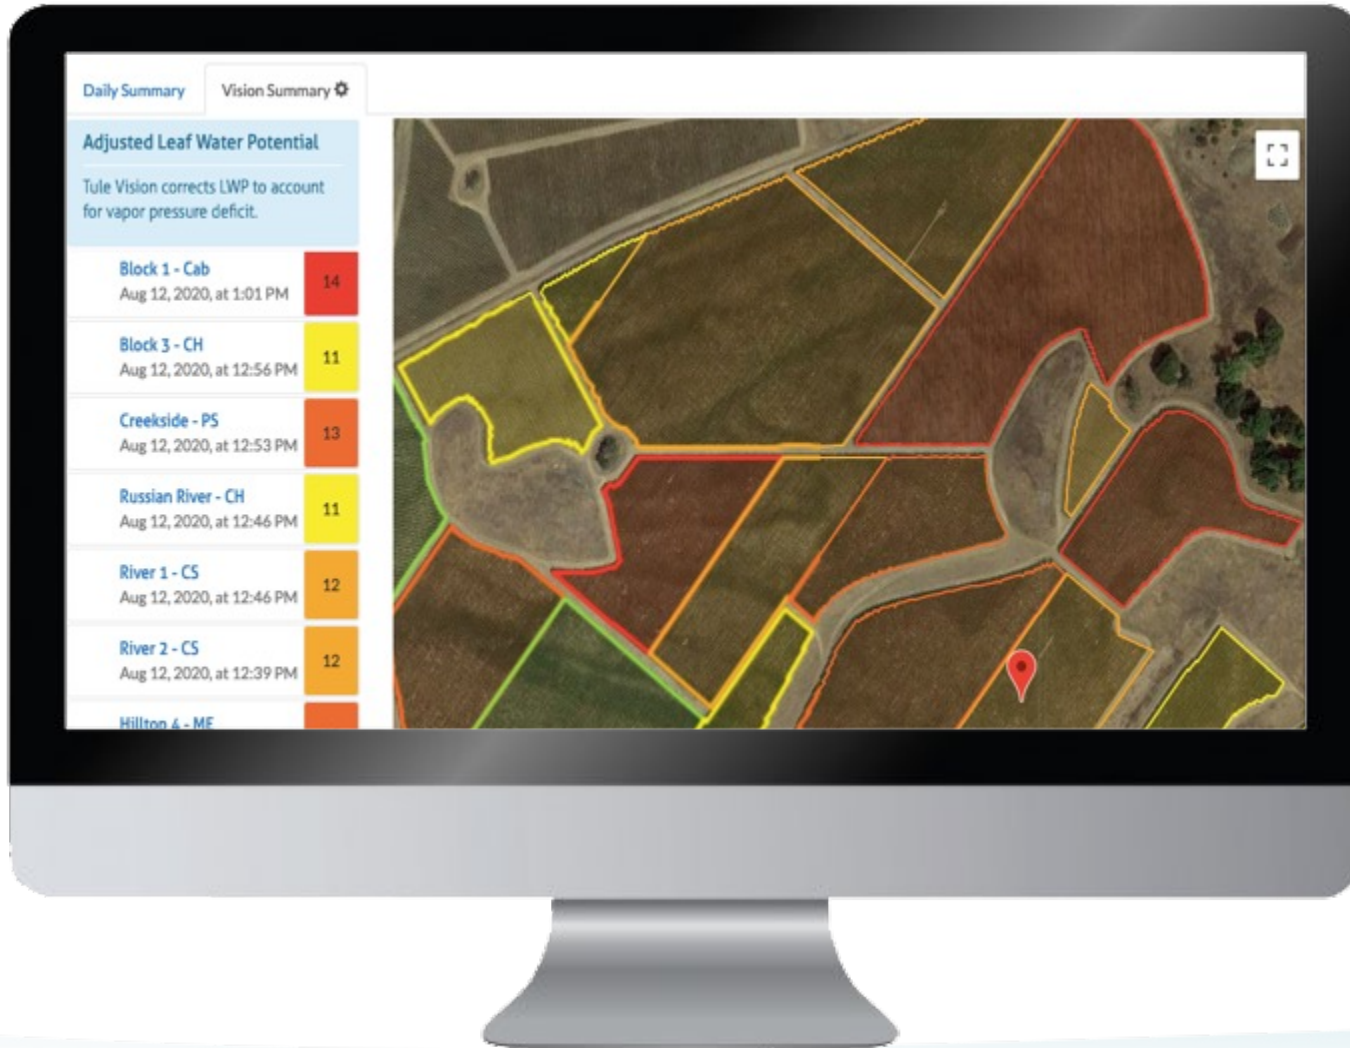 Daily Summary
Vision Summary
Adjusted Leaf Water Potential
Tule Vision corrects LWP to account
for vapor pressure deficit.
Block 1 - Cab
Aug 12, 2020, at 1:01 PM
14
Block 3 - CH
Aug 12, 2020, at 12:56 PM
11
Creekside - PS
Aug 12, 2020, at 12:53 PM
13
Russian River - CH
Aug 12, 2020, at 12:46 PM
11
River 1 - CS
Aug 12, 2020, at 12:46 PM
12
River 2 - CS
Aug 12, 2020, at 12:39 PM
12
Hilltop 4 - ME